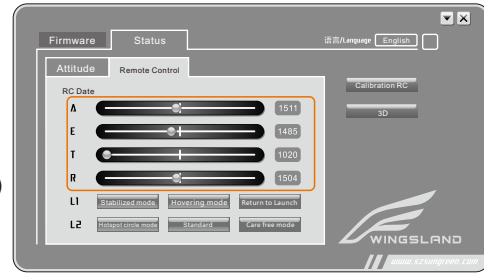 Firmware Status 语言/Language English
Attitude Remote Control
RC Date
A 1511
E 1485
T 1020
R 1504
L1 Stabilized mode Hovering mode Return to Launch
L2 Hotspot circle mode Standard Care free mode
Calibration RC
3D
WINGSLAND
www.xzsungreen.com